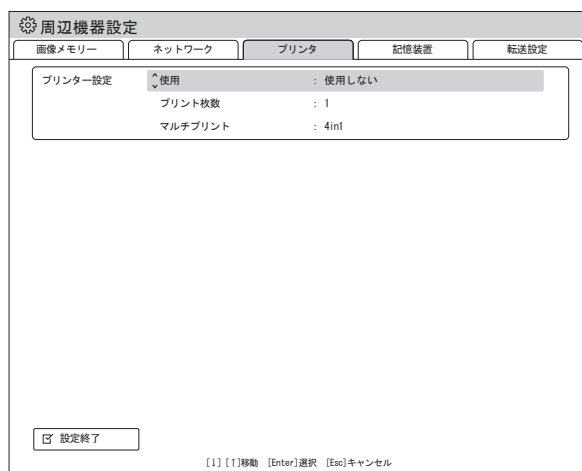 周辺機器設定
画像メモリー ネットワーク プリンタ 記憶装置 転送設定
プリンター設定 使用 : 使用しない
プリント枚数 : 1
マルチプリント : 4in1
設定終了
[↓] [↑]移動 [Enter]選択 [Esc]キャンセル